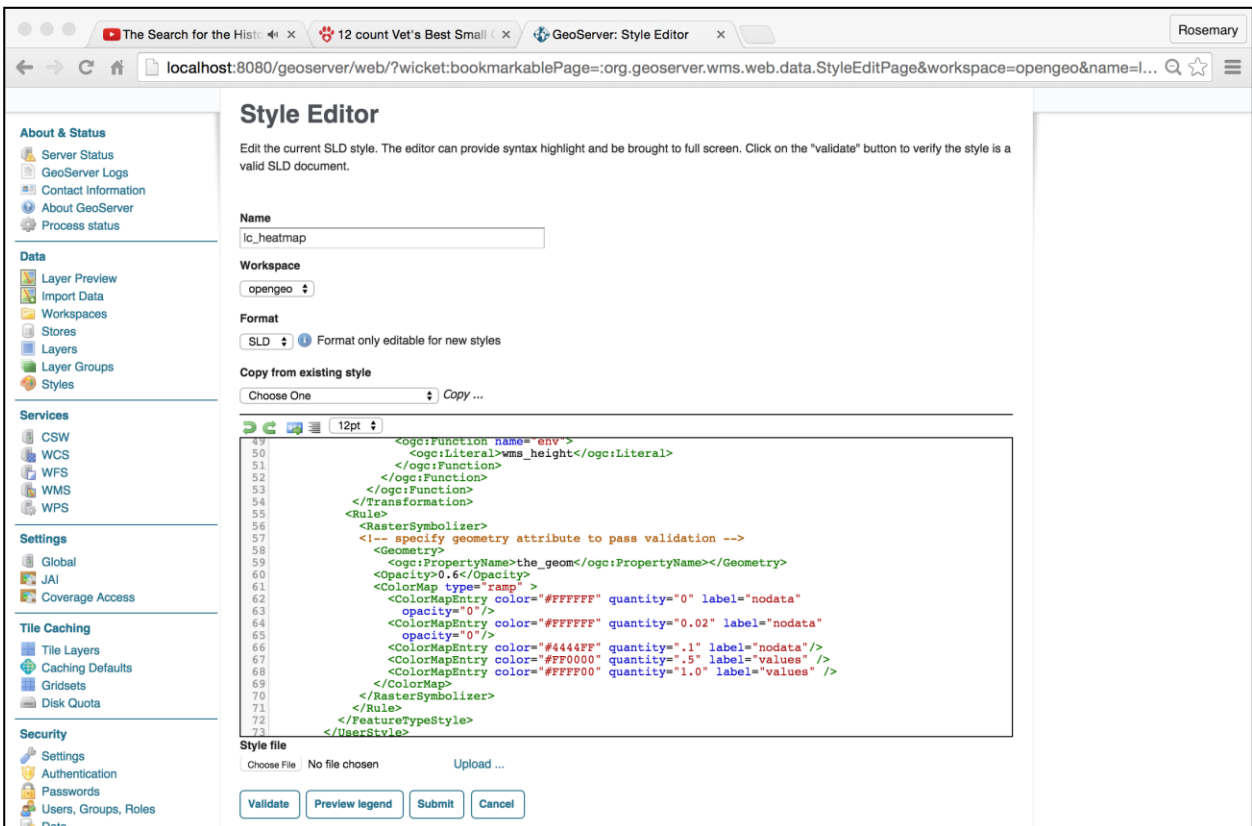 The Search for the Histo
12 count Vet's Best Small
GeoServer: Style Editor
Rosemary
localhost:8080/geoserver/web/?wicket:bookmarkablePage=:org.geoserver.wms.web.data.StyleEditPage&workspace=opengeo&name=l...
About & Status
Server Status
GeoServer Logs
Contact Information
About GeoServer
Process status
Data
Layer Preview
Import Data
Workspaces
Stores
Layers
Layer Groups
Styles
Services
CSW
WCS
WFS
WMS
WPS
Settings
Global
JAI
Coverage Access
Tile Caching
Tile Layers
Caching Defaults
Gridsets
Disk Quota
Security
Settings
Authentication
Passwords
Users, Groups, Roles
Data
Style Editor
Edit the current SLD style. The editor can provide syntax highlight and be brought to full screen. Click on the "validate" button to verify the style is a
valid SLD document.
Name
lc_heatmap
Workspace
opengeo
Format
SLD Format only editable for new styles
Copy from existing style
Choose One Copy ...
12pt
49 <ogc:Function name="env">
50 <ogc:Literal>wms_height</ogc:Literal>
51 </ogc:Function>
52 </ogc:Function>
53 </ogc:Function>
54 </Transformation>
55 <Rule>
56 <RasterSymbolizer>
57 <!-- specify geometry attribute to pass validation -->
58 <Geometry>
59 <ogc:PropertyName>the_geom</ogc:PropertyName></Geometry>
60 <Opacity>0.6</Opacity>
61 <ColorMap type="ramp" >
62 <ColorMapEntry color="#FFFFFF" quantity="0" label="nodata"
63 opacity="0"/>
64 <ColorMapEntry color="#FFFFFF" quantity="0.02" label="nodata"
65 opacity="0"/>
66 <ColorMapEntry color="#4444FF" quantity=".1" label="nodata"/>
67 <ColorMapEntry color="#FF0000" quantity=".5" label="values" />
68 <ColorMapEntry color="#FFFF00" quantity="1.0" label="values" />
69 </ColorMap>
70 </RasterSymbolizer>
71 </Rule>
72 </FeatureTypeStyle>
73 </UserStyle>
Style file
Choose File No file chosen Upload ...
Validate Preview legend Submit Cancel